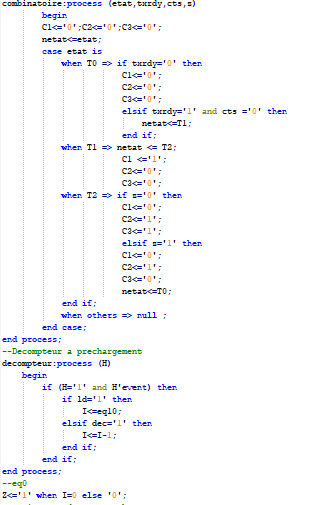 combinatoire:process (etat,txrdy,cts,s)
begin
C1<='0';C2<='0';C3<='0';
netat<=etat;
case etat is
when T0 => if txrdy='0' then
C1<='0';
C2<='0';
C3<='0';
elsif txrdy='1' and cts ='0' then
netat<=T1;
end if;
when T1 => netat <= T2;
C1 <='1';
C2<='0';
C3<='0';
when T2 => if s='0' then
C1<='0';
C2<='1';
C3<='1';
elsif s='1' then
C1<='0';
C2<='1';
C3<='0';
netat<=T0;
end if;
when others => null ;
end case;
end process;
--Decompteur a prechargement
decompteur:process (H)
begin
if (H='1' and H'event) then
if ld='1' then
I<=eq10;
elsif dec='1' then
I<=I-1;
end if;
end if;
end process;
--eq0
Z<='1' when I=0 else '0';